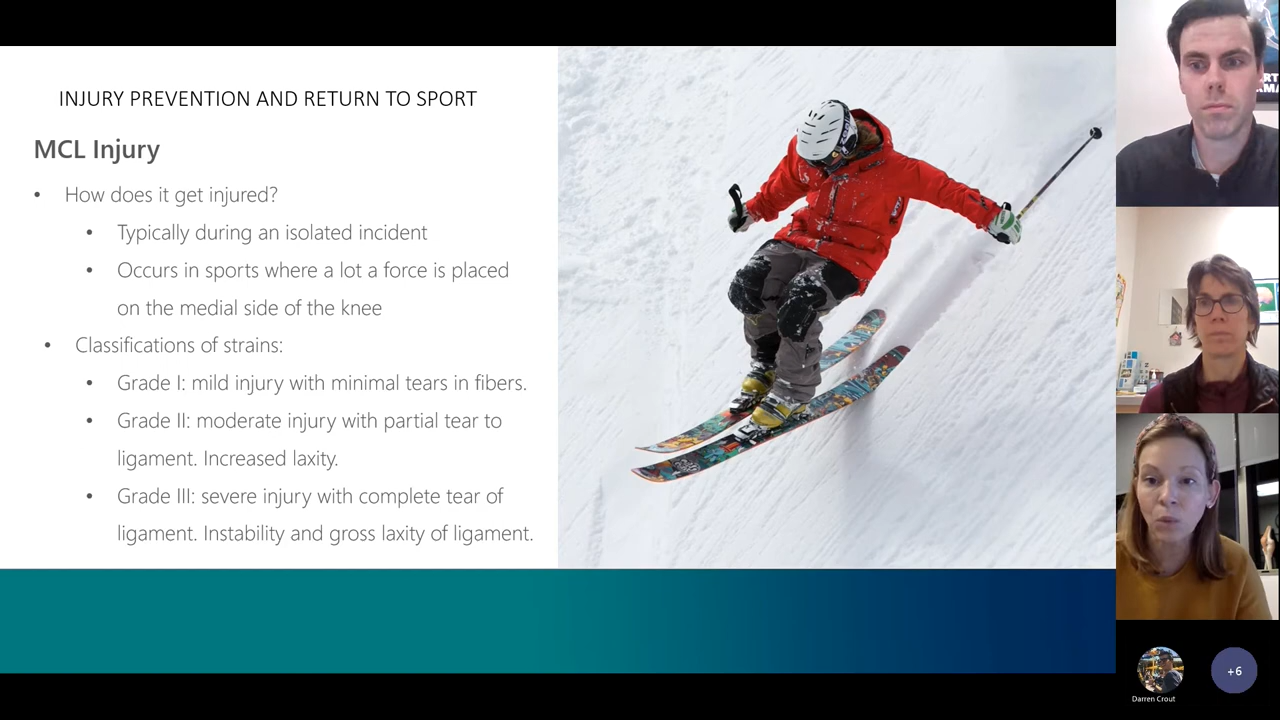 INJURY PREVENTION AND RETURN TO SPORT
MCL Injury
• How does it get injured?
• Typically during an isolated incident
• Occurs in sports where a lot a force is placed
on the medial side of the knee
• Classifications of strains:
• Grade I: mild injury with minimal tears in fibers.
• Grade II: moderate injury with partial tear to
ligament. Increased laxity.
• Grade III: severe injury with complete tear of
ligament. Instability and gross laxity of ligament.
Darren Crout
+6